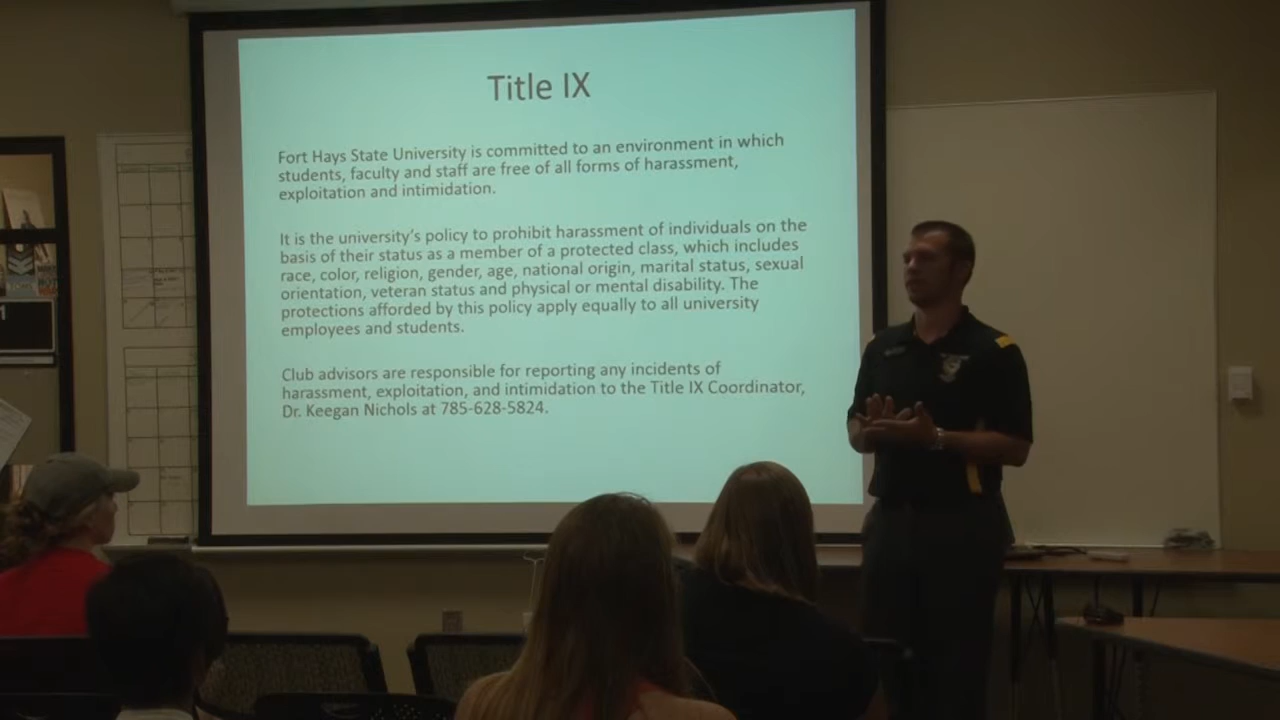 Title IX
Fort Hays State University is committed to an environment in which
students, faculty and staff are free of all forms of harassment,
exploitation and intimidation.
It is the university's policy to prohibit harassment of individuals on the
basis of their status as a member of a protected class, which includes
race, color, religion, gender, age, national origin, marital status, sexual
orientation, veteran status and physical or mental disability. The
protections afforded by this policy apply equally to all university
employees and students.
Club advisors are responsible for reporting any incidents of
harassment, exploitation, and intimidation to the Title IX Coordinator,
Dr. Keegan Nichols at 785-628-5824.